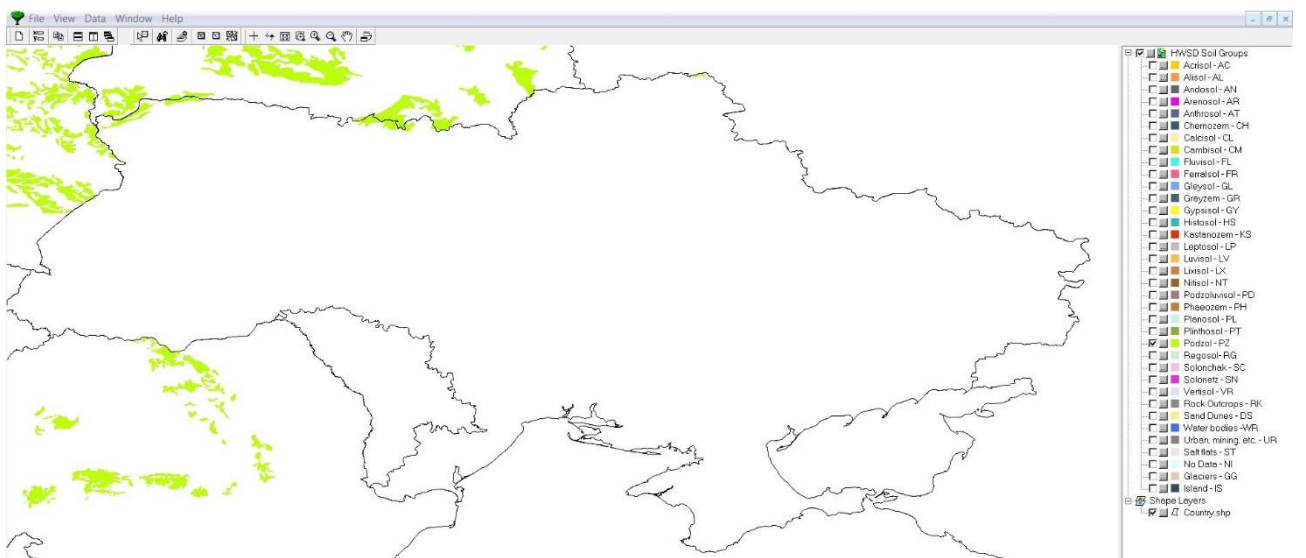 File View Data Window Help
HWSD Soil Groups
Acrisol - AC
Alisol - AL
Andosol - AN
Arenosol - AR
Anthrosol - AT
Chernozem - CH
Calcisol - CL
Cambisol - CM
Fluvisol - FL
Ferralsol - FR
Gleysol - GL
Greyzem - GR
Gypsisol - GY
Histosol - HS
Kastanozem - KS
Leptosol - LP
Luvisol - LV
Lixisol - LX
Nitisol - NT
Podzoluvisol - PD
Phaeozem - PH
Planosol - PL
Plinthosol - PT
Podzol - PZ
Regosol - RG
Solonchak - SC
Solonetz - SN
Vertisol - VR
Rock Outcrops - RK
Sand Dunes - DS
Water bodies -WR
Urban, mining, etc. - UR
Salt flats - ST
No Data - NI
Glaciers - GG
Island - IS
Shape Layers
Country.shp